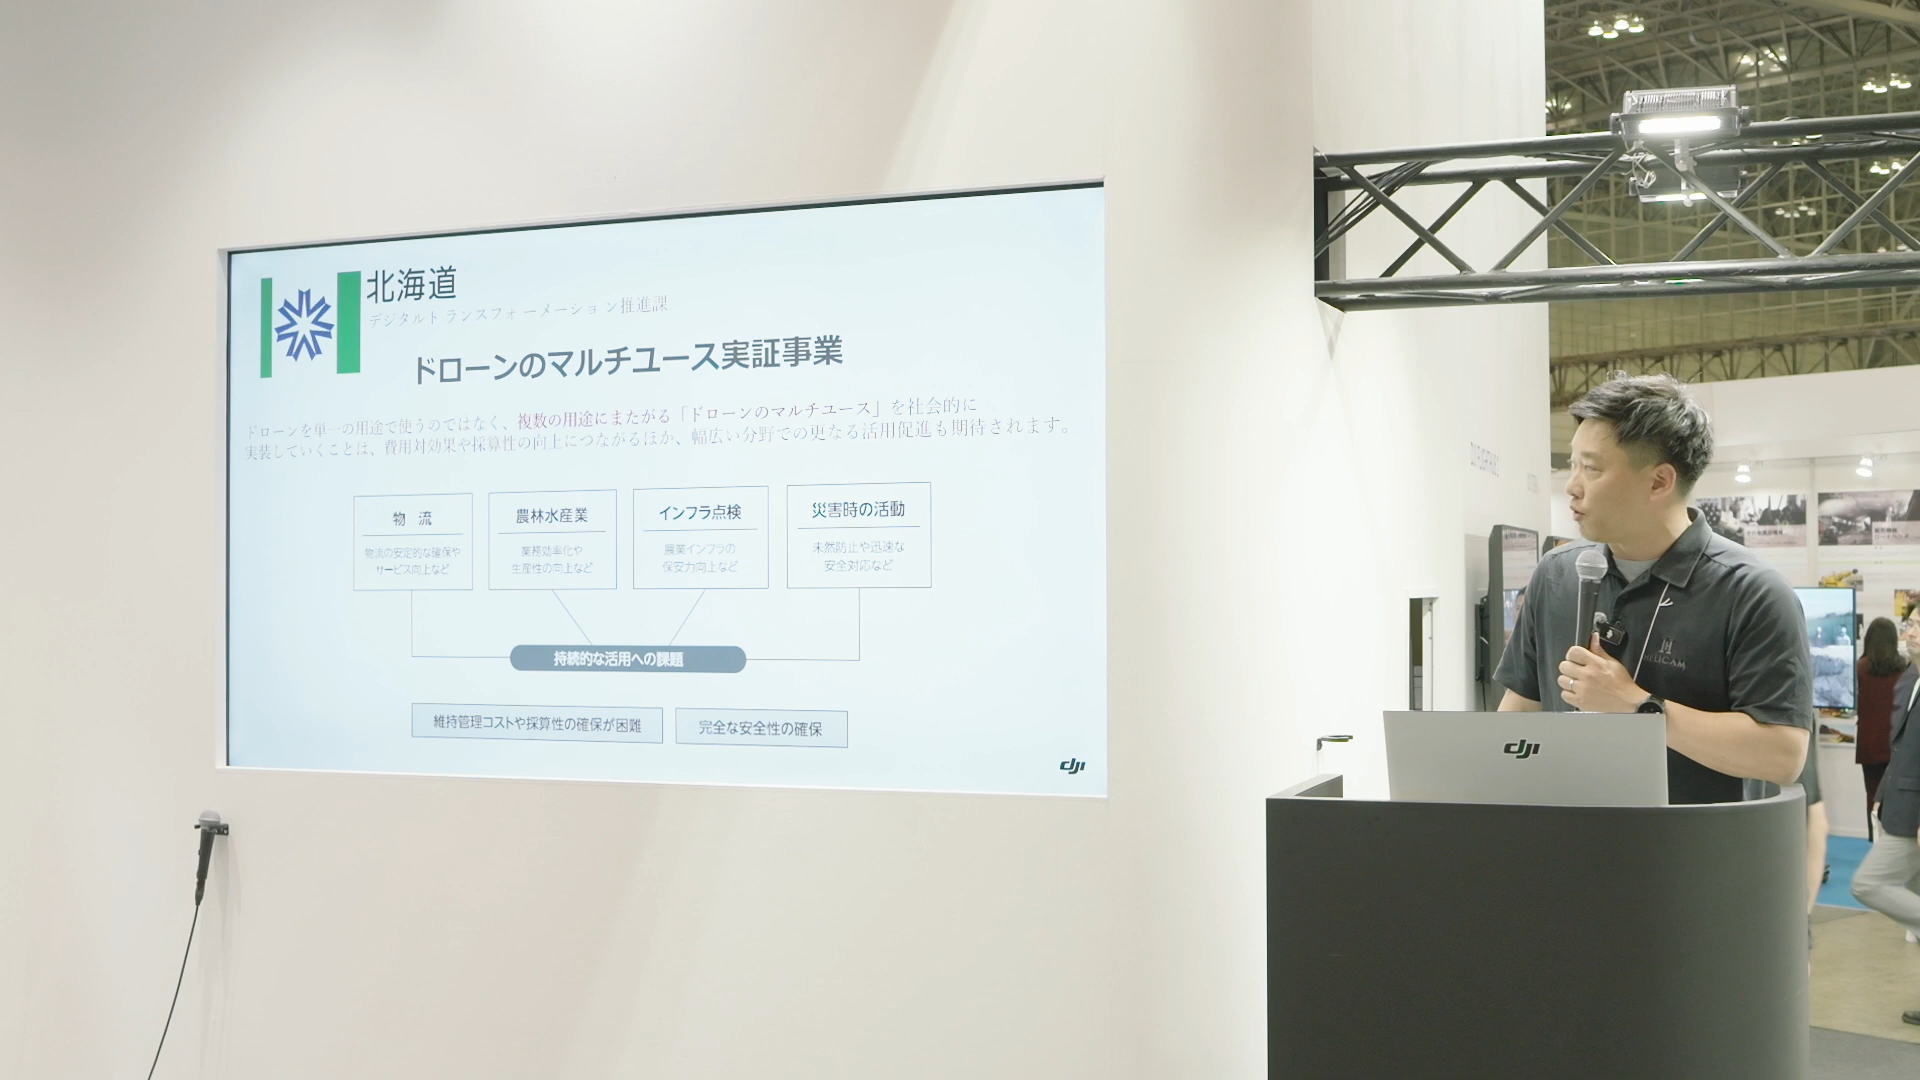 北海道
デジタルトランスフォーメーション推進課
ドローンのマルチユース実証事業
ドローンを単一の用途で使うのではなく、複数の用途にまたがる「ドローンのマルチユース」を社会的に
実装していくことは、費用対効果や採算性の向上につながるほか、幅広い分野での更なる活用促進も期待されます。
物 流
物流の安定的な確保や
サービス向上など
農林水産業
業務効率化や
生産性の向上など
インフラ点検
農業インフラの
保安力向上など
災害時の活動
未然防止や迅速な
安全対応など
持続的な活用への課題
維持管理コストや採算性の確保が困難
完全な安全性の確保
dji
HELICAM
dji